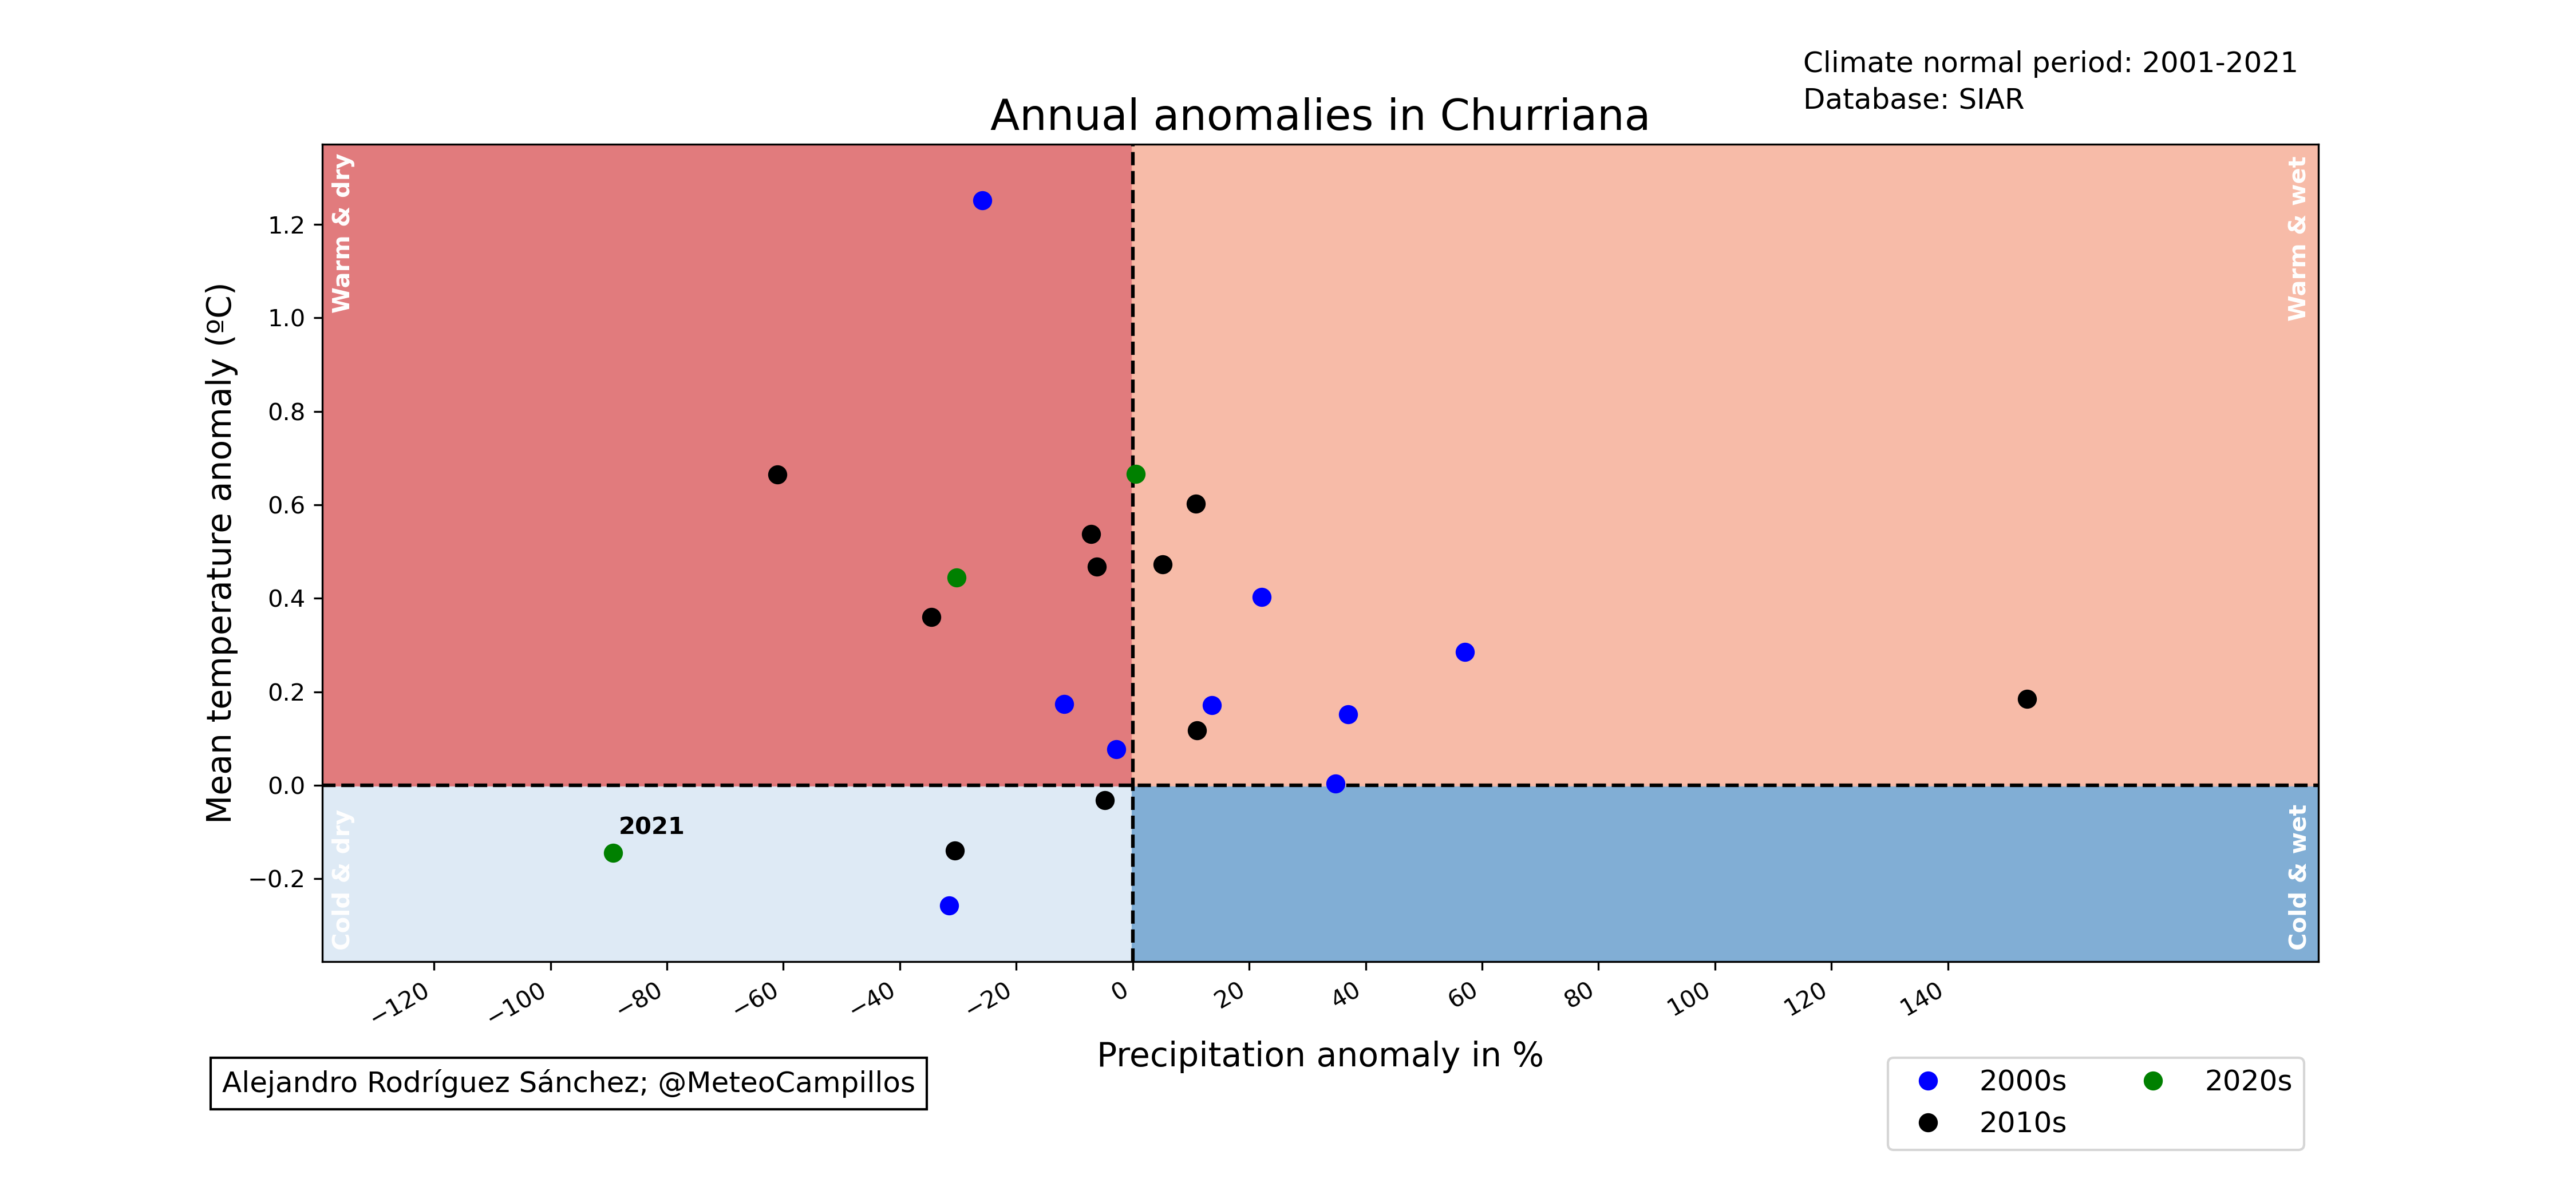 Climate normal period: 2001-2021
Database: SIAR
Annual anomalies in Churriana
Warm & dry
Warm & wet
Mean temperature anomaly (ºC)
1.2
1.0
0.8
0.6
0.4
0.2
0.0
−0.2
2021
Cold & dry
Cold & wet
−120 −100 −80 −60 −40 −20 0 20 40 60 80 100 120 140
Precipitation anomaly in %
Alejandro Rodríguez Sánchez; @MeteoCampillos
2000s 2020s
2010s